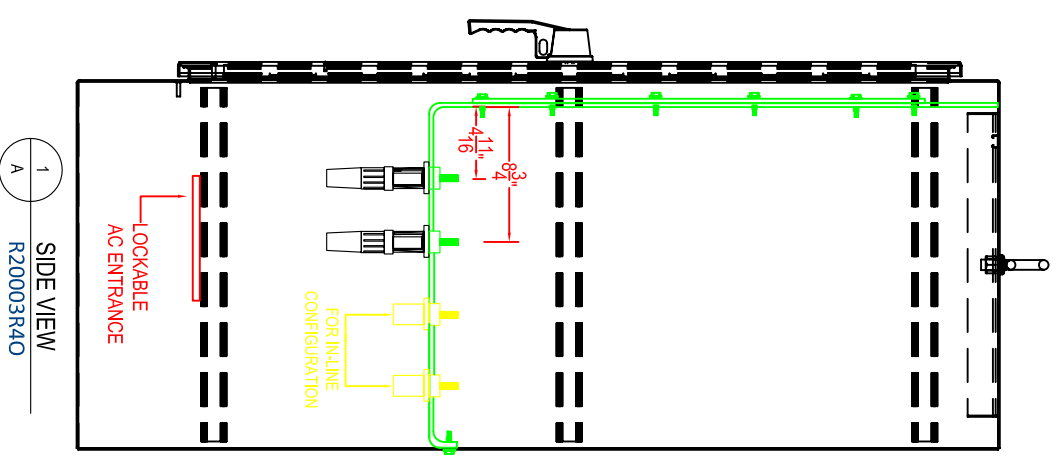 4 11/16"
8 3/4"
FOR IN-LINE
CONFIGURATION
LOCKABLE
AC ENTRANCE
1
A
SIDE VIEW
R20003R4O